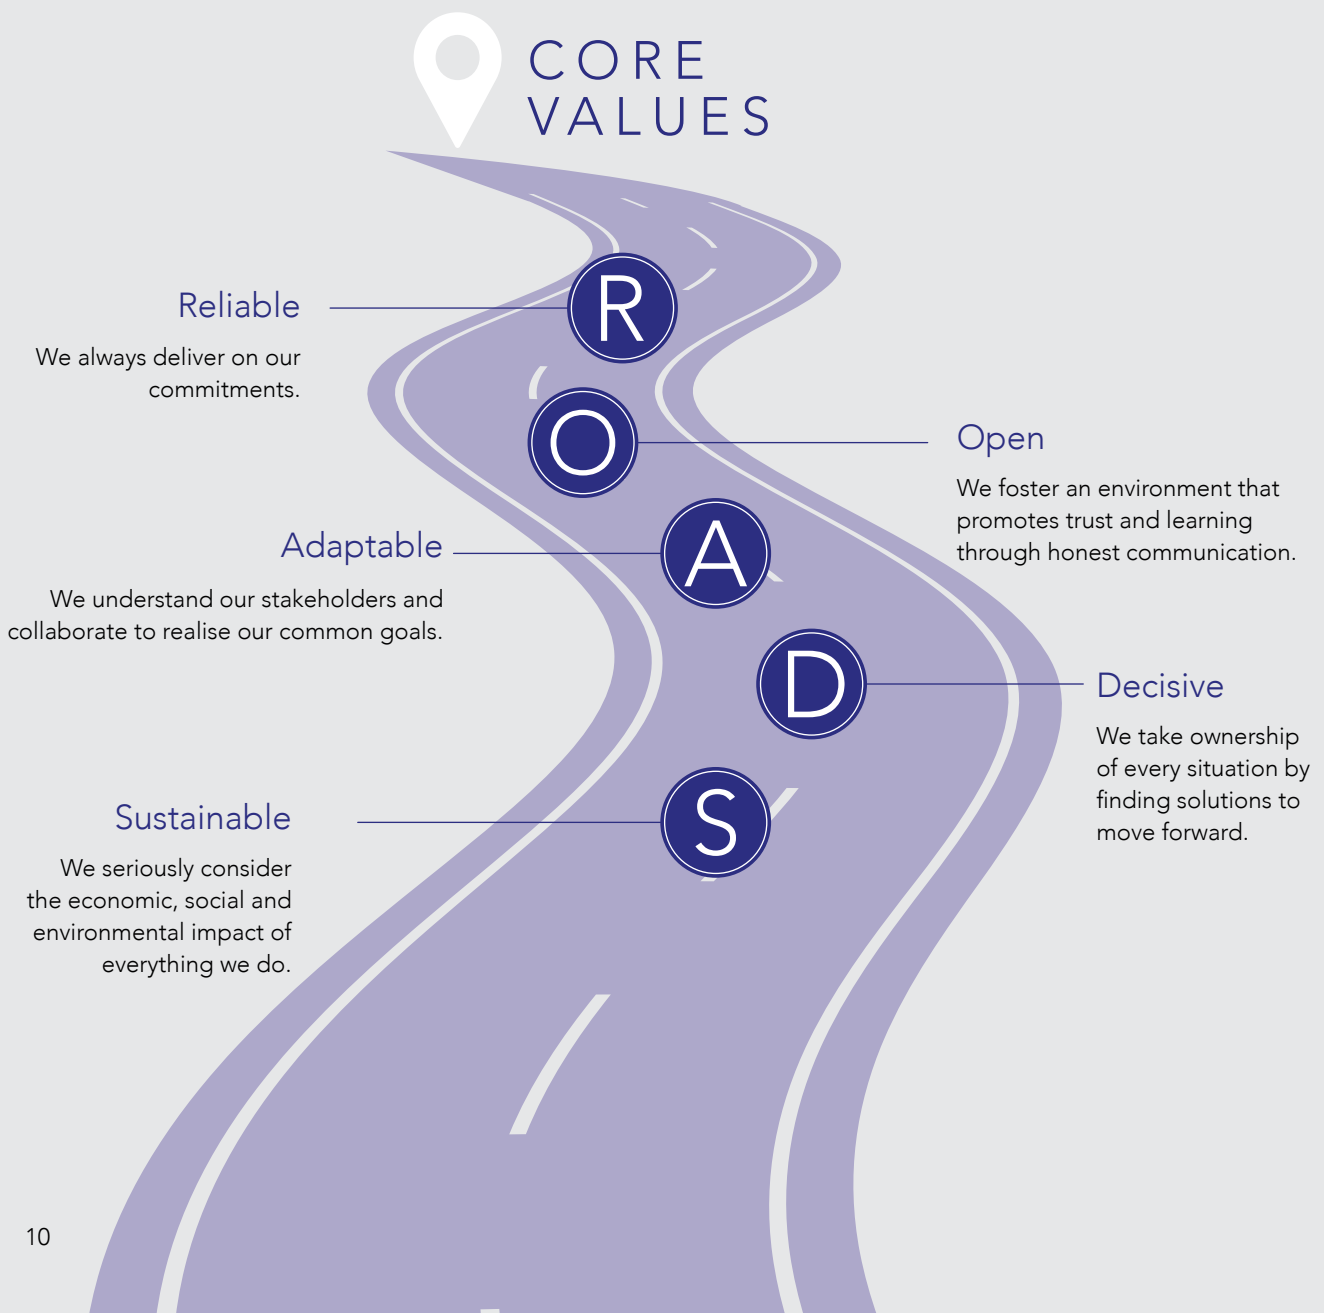 CORE
VALUES
R
Reliable
We always deliver on our
commitments.
O
Open
We foster an environment that
promotes trust and learning
through honest communication.
A
Adaptable
We understand our stakeholders and
collaborate to realise our common goals.
D
Decisive
We take ownership
of every situation by
finding solutions to
move forward.
S
Sustainable
We seriously consider
the economic, social and
environmental impact of
everything we do.
10